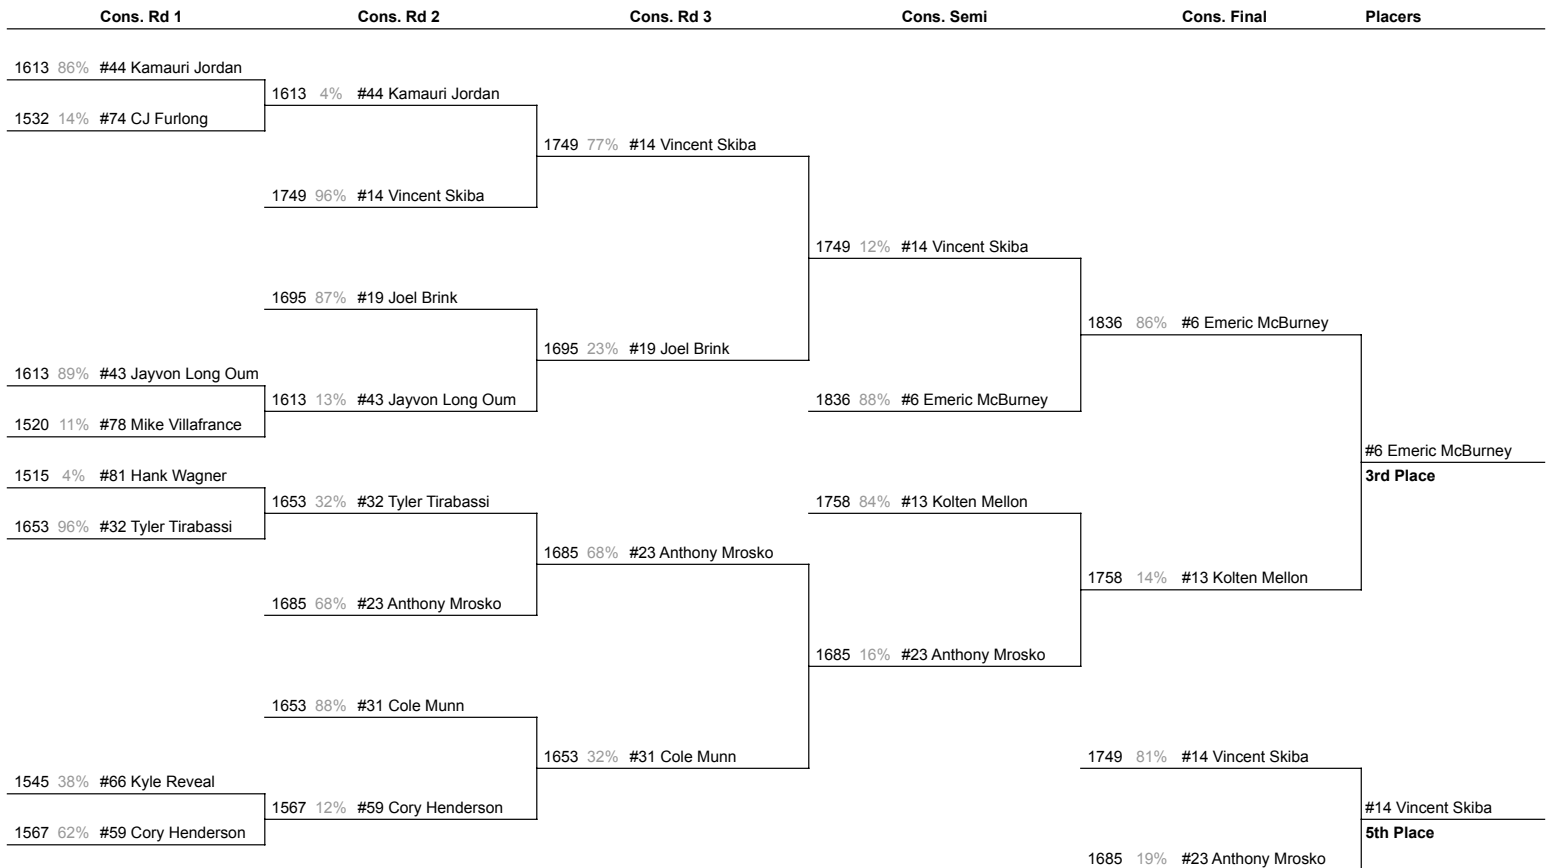 Cons. Rd 1 Cons. Rd 2 Cons. Rd 3 Cons. Semi Cons. Final Placers
1613 86% #44 Kamauri Jordan
1613 4% #44 Kamauri Jordan
1532 14% #74 CJ Furlong
1749 77% #14 Vincent Skiba
1749 96% #14 Vincent Skiba
1749 12% #14 Vincent Skiba
1695 87% #19 Joel Brink
1836 86% #6 Emeric McBurney
1695 23% #19 Joel Brink
1613 89% #43 Jayvon Long Oum
1613 13% #43 Jayvon Long Oum
1836 88% #6 Emeric McBurney
1520 11% #78 Mike Villafrance
#6 Emeric McBurney
3rd Place
1515 4% #81 Hank Wagner
1653 32% #32 Tyler Tirabassi
1758 84% #13 Kolten Mellon
1653 96% #32 Tyler Tirabassi
1685 68% #23 Anthony Mrosko
1758 14% #13 Kolten Mellon
1685 68% #23 Anthony Mrosko
1685 16% #23 Anthony Mrosko
1653 88% #31 Cole Munn
1653 32% #31 Cole Munn
1749 81% #14 Vincent Skiba
1545 38% #66 Kyle Reveal
1567 12% #59 Cory Henderson
#14 Vincent Skiba
5th Place
1567 62% #59 Cory Henderson
1685 19% #23 Anthony Mrosko